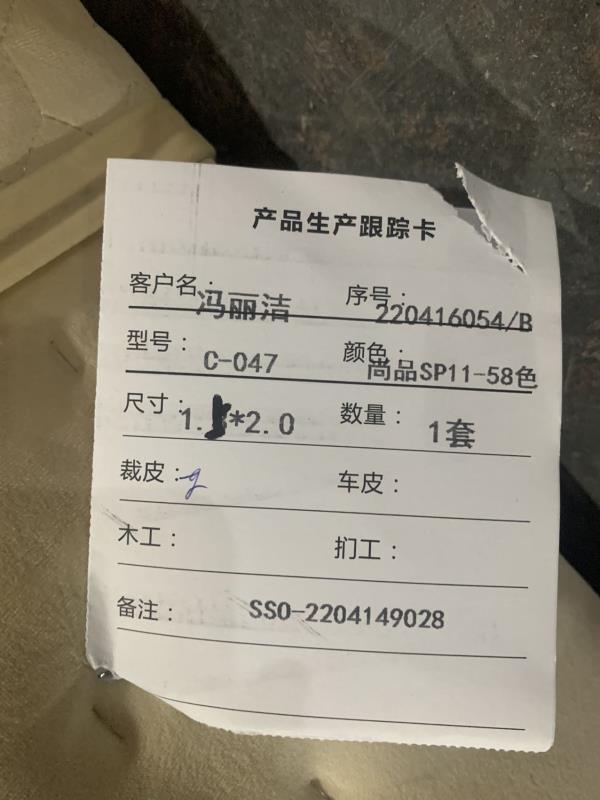 产品生产跟踪卡
客户名: 冯丽洁 序号: 220416054/B
型号: C-047 颜色: 尚品SP11-58色
尺寸: 1. *2.0 数量: 1套
裁皮: 车皮:
木工: 扪工:
备注: SSO-2204149028